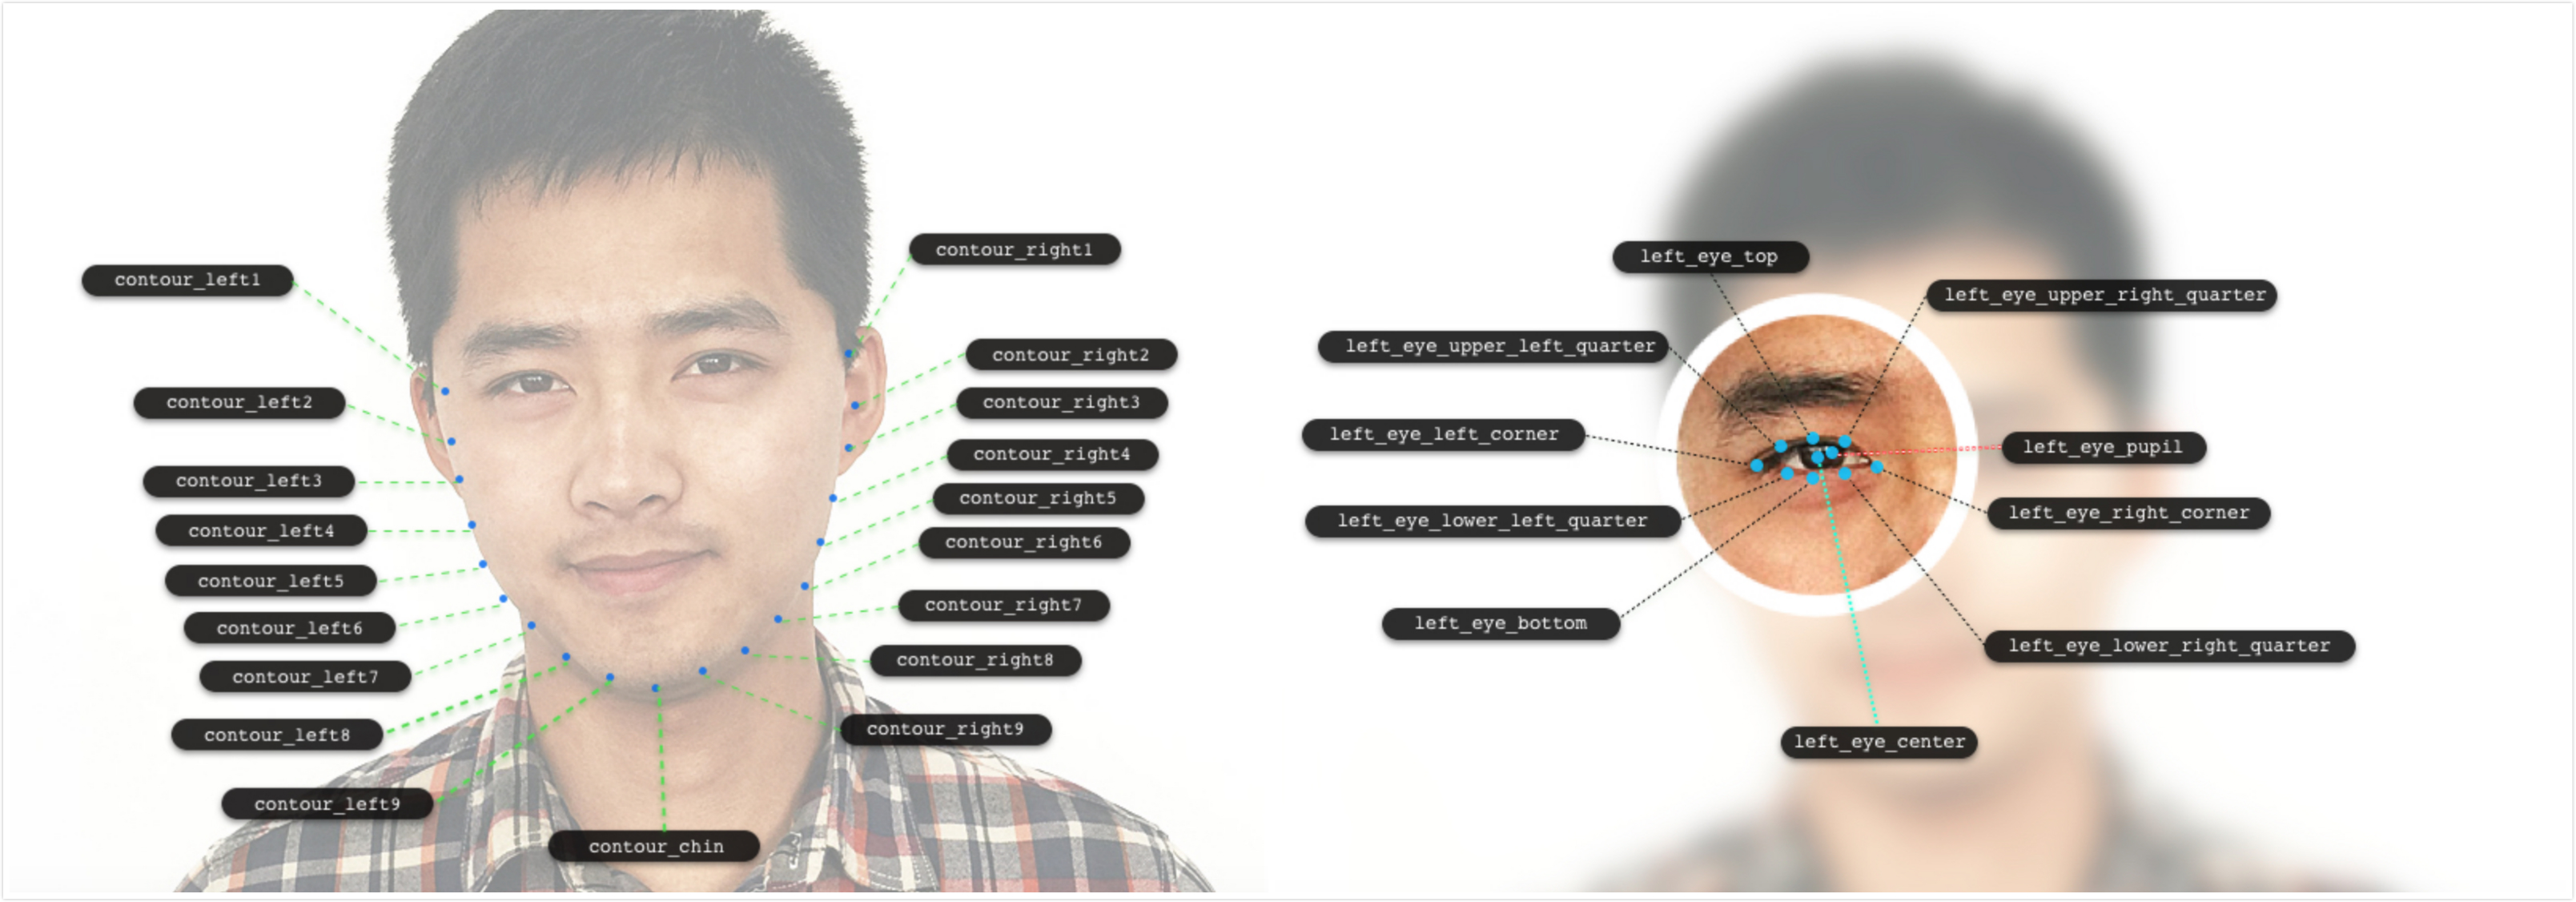 contour_left1
contour_left2
contour_left3
contour_left4
contour_left5
contour_left6
contour_left7
contour_left8
contour_left9
contour_chin
contour_right1
contour_right2
contour_right3
contour_right4
contour_right5
contour_right6
contour_right7
contour_right8
contour_right9
left_eye_top
left_eye_upper_left_quarter
left_eye_left_corner
left_eye_lower_left_quarter
left_eye_bottom
left_eye_upper_right_quarter
left_eye_pupil
left_eye_right_corner
left_eye_lower_right_quarter
left_eye_center